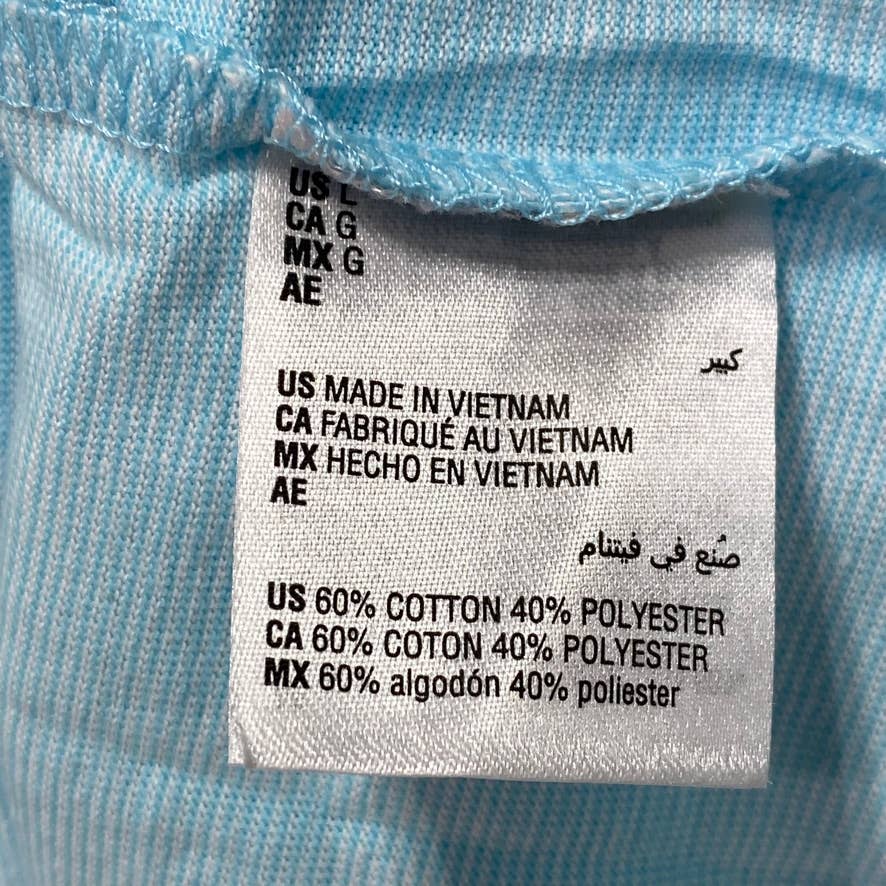 US L
CA G
MX G
AE
كبير
US MADE IN VIETNAM
CA FABRIQUÉ AU VIETNAM
MX HECHO EN VIETNAM
AE
صُنع في فيتنام
US 60% COTTON 40% POLYESTER
CA 60% COTON 40% POLYESTER
MX 60% algodón 40% poliester